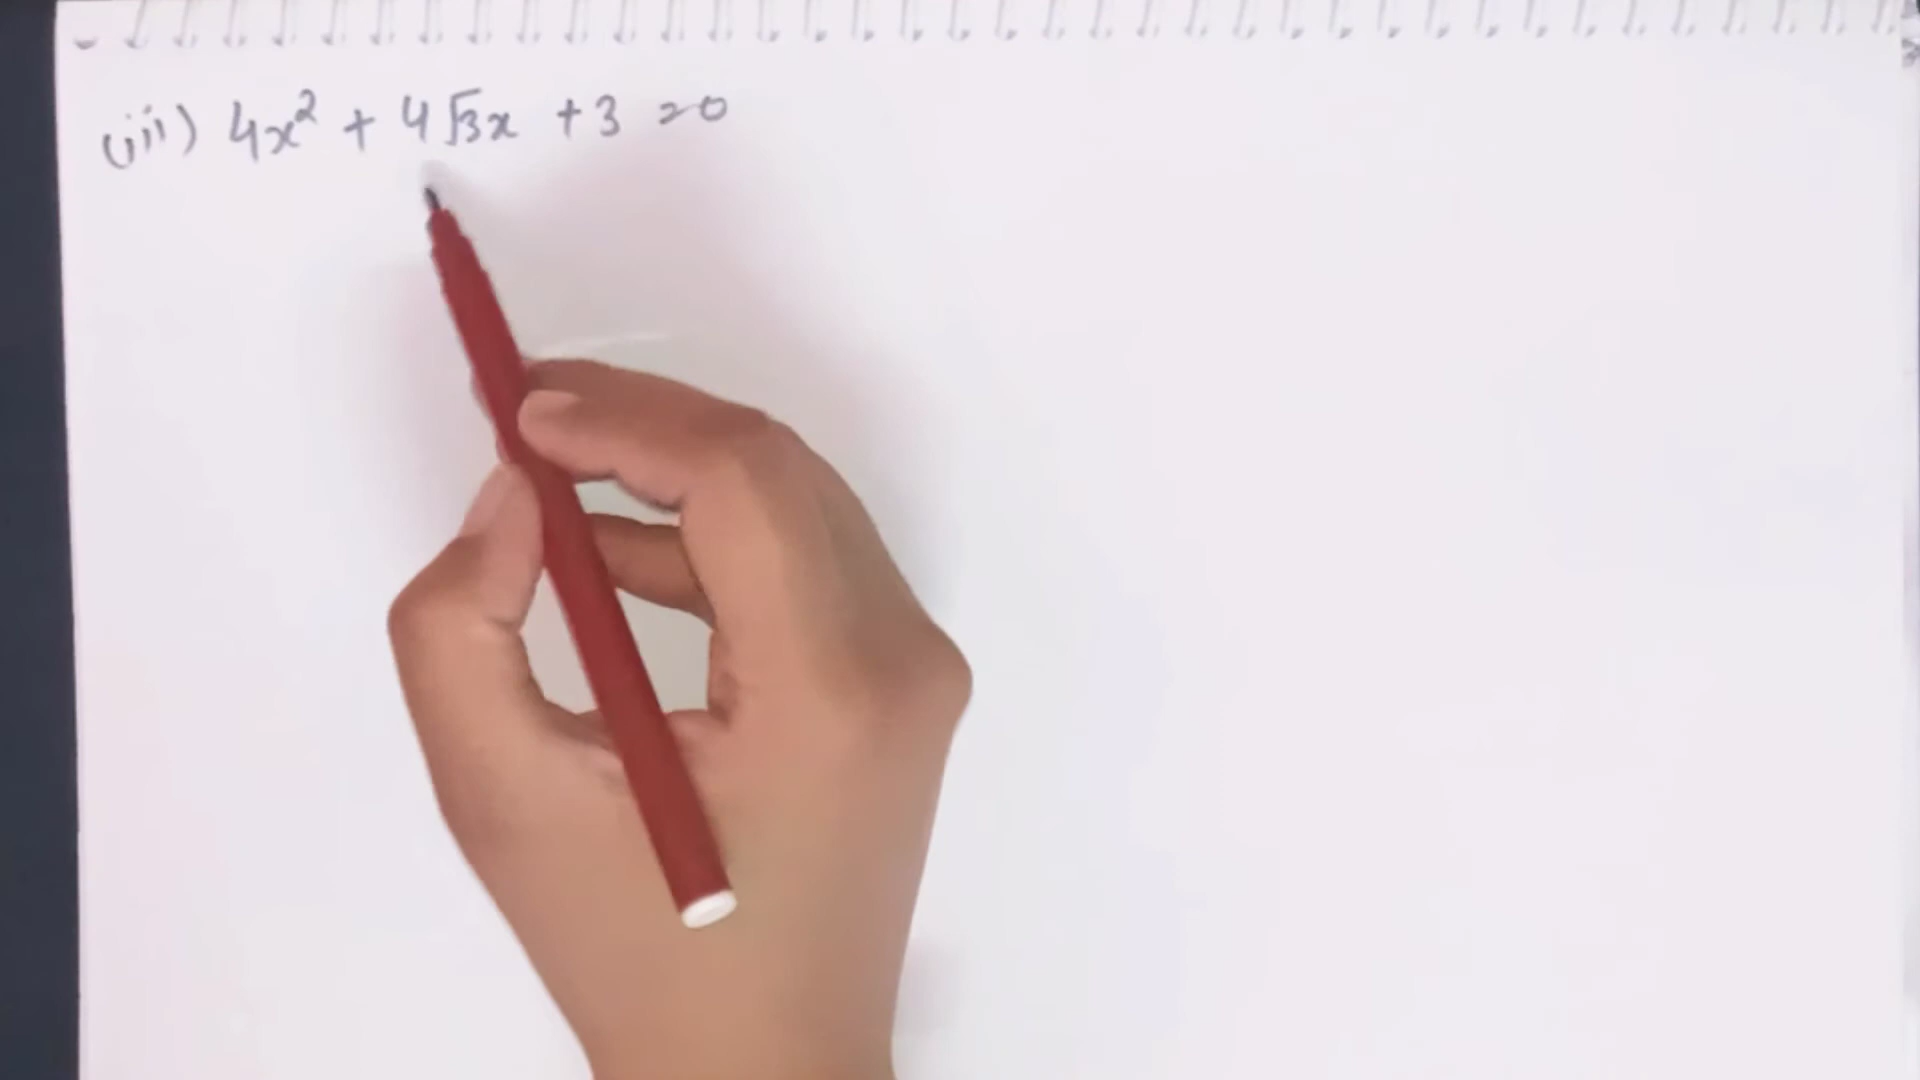 (iii) 4x² + 4√3x + 3 = 0